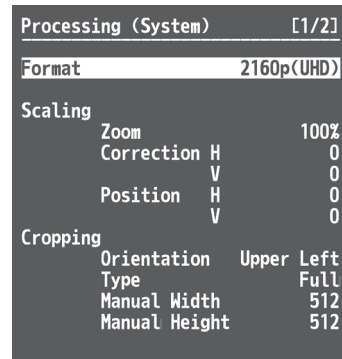 Processing (System) [1/2]
Format 2160p(UHD)
Scaling
Zoom 100%
Correction H 0
V 0
Position H 0
V 0
Cropping
Orientation Upper Left
Type Full
Manual Width 512
Manual Height 512